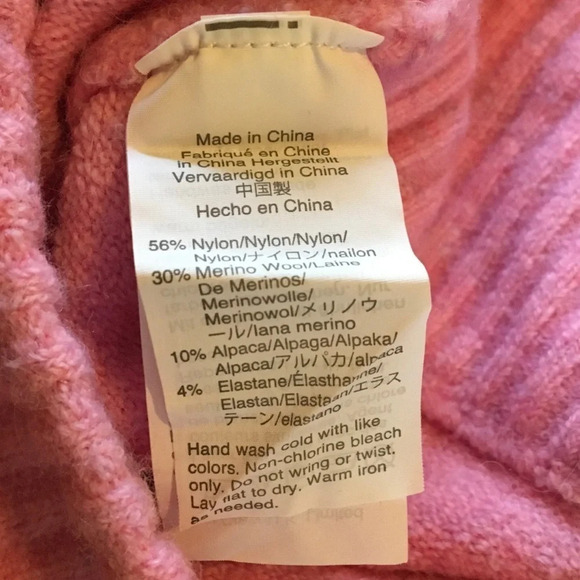 Made in China
Fabriqué en Chine
In China Hergestellt
Vervaardigd in China
中国製
Hecho en China
56% Nylon/Nylon/Nylon/
Nylon/ナイロン/nailon
30% Merino Wool/Laine
De Merinos/
Merinowolle/
Merinowol/メリノウ
ール/lana merino
10% Alpaca/Alpaga/Alpaka/
Alpaca/アルパカ/alpaca
4% Elastane/Élasthanne/
Elastan/Elastaan/エラス
テーン/elastano
Hand wash cold with like
colors. Non-chlorine bleach
only. Do not wring or twist.
Lay flat to dry. Warm iron
as needed.
Limited